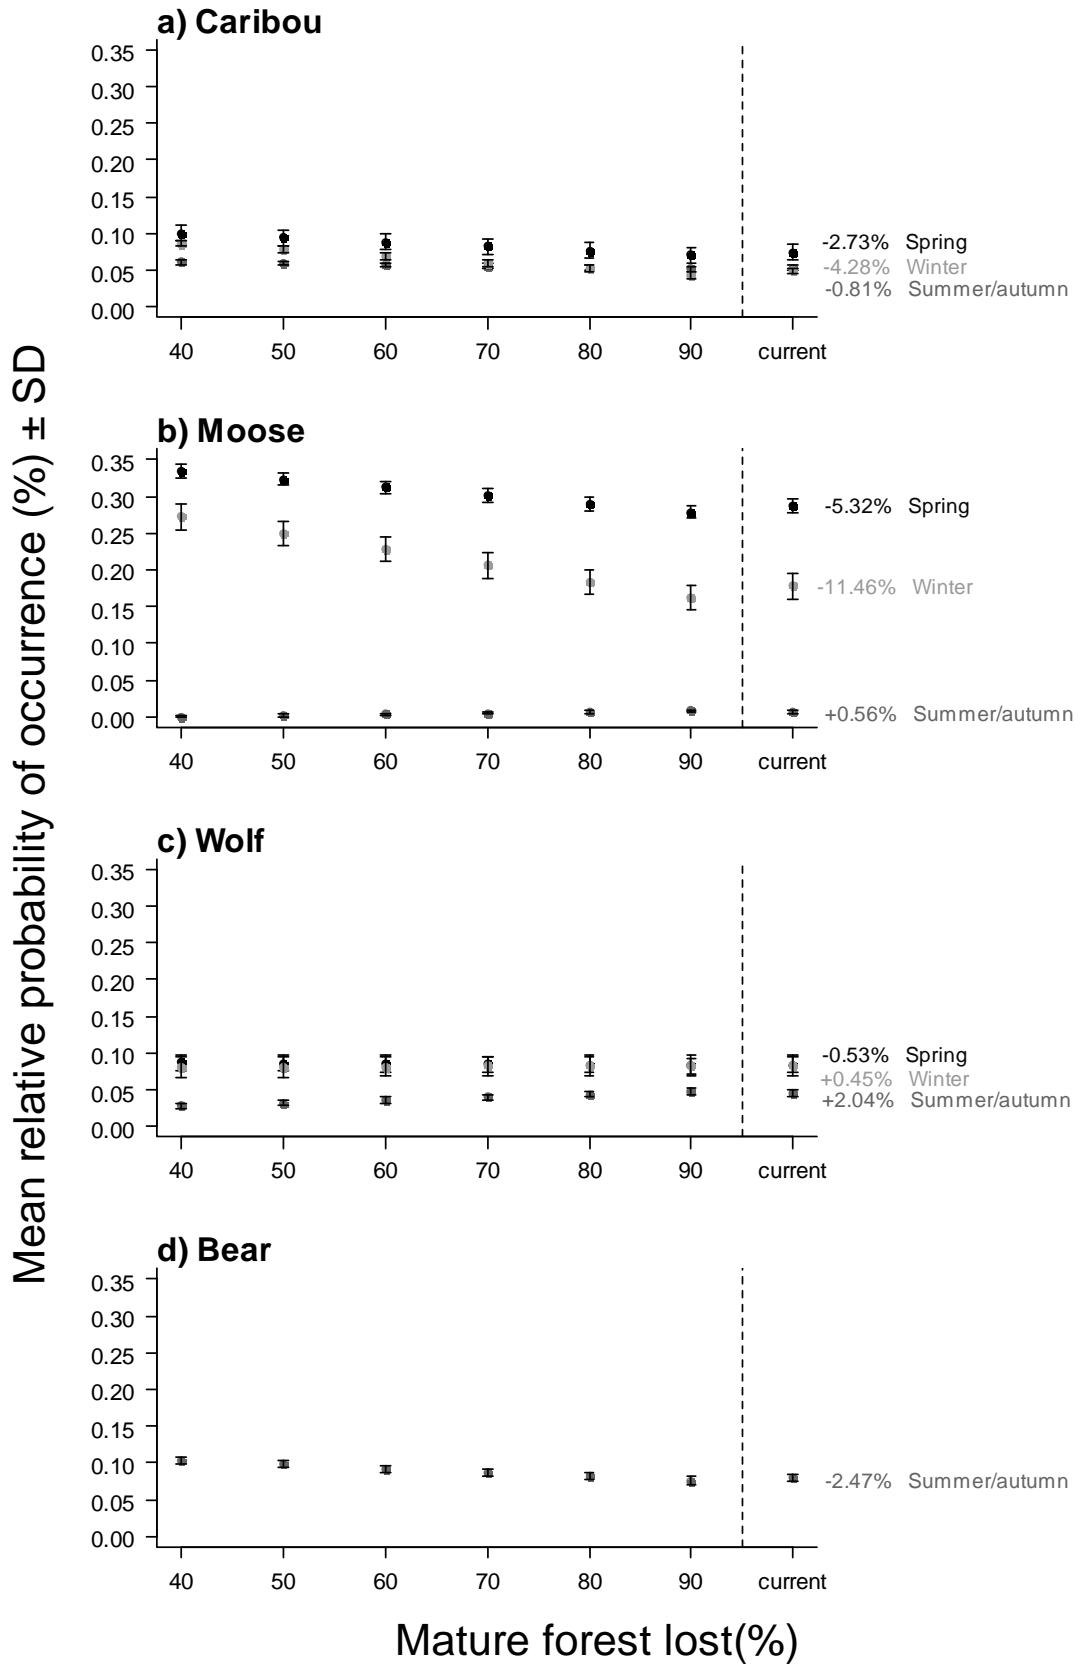 Mean relative probability of occurrence (%) ± SD
a) Caribou
0.35
0.30
0.25
0.20
0.15
0.10
0.05
0.00
-2.73% Spring
-4.28% Winter
-0.81% Summer/autumn
40 50 60 70 80 90 current
b) Moose
0.35
0.30
0.25
0.20
0.15
0.10
0.05
0.00
-5.32% Spring
-11.46% Winter
+0.56% Summer/autumn
40 50 60 70 80 90 current
c) Wolf
0.35
0.30
0.25
0.20
0.15
0.10
0.05
0.00
-0.53% Spring
+0.45% Winter
+2.04% Summer/autumn
40 50 60 70 80 90 current
d) Bear
0.35
0.30
0.25
0.20
0.15
0.10
0.05
0.00
-2.47% Summer/autumn
40 50 60 70 80 90 current
Mature forest lost(%)